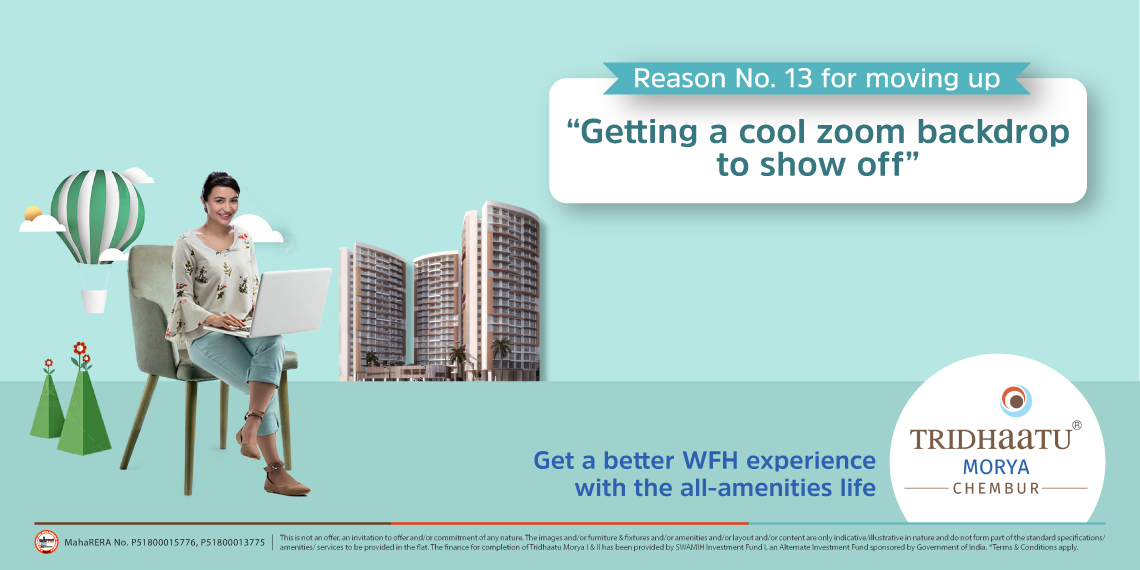 Reason No. 13 for moving up
“Getting a cool zoom backdrop
to show off”
Get a better WFH experience
with the all-amenities life
TRIDHaaTU®
MORYA
CHEMBUR
MahaRERA No. P51800015776, P51800013775
This is not an offer, an invitation to offer and/or commitment of any nature. The images and/or furniture & fixtures and/or amenities and/or layout and/or content are only indicative/illustrative in nature and do not form part of the standard specifications/
amenities/ services to be provided in the flat. The finance for completion of Tridhaatu Morya I & II has been provided by SWAMIH Investment Fund I, an Alternate Investment Fund sponsored by Government of India. *Terms & Conditions apply.